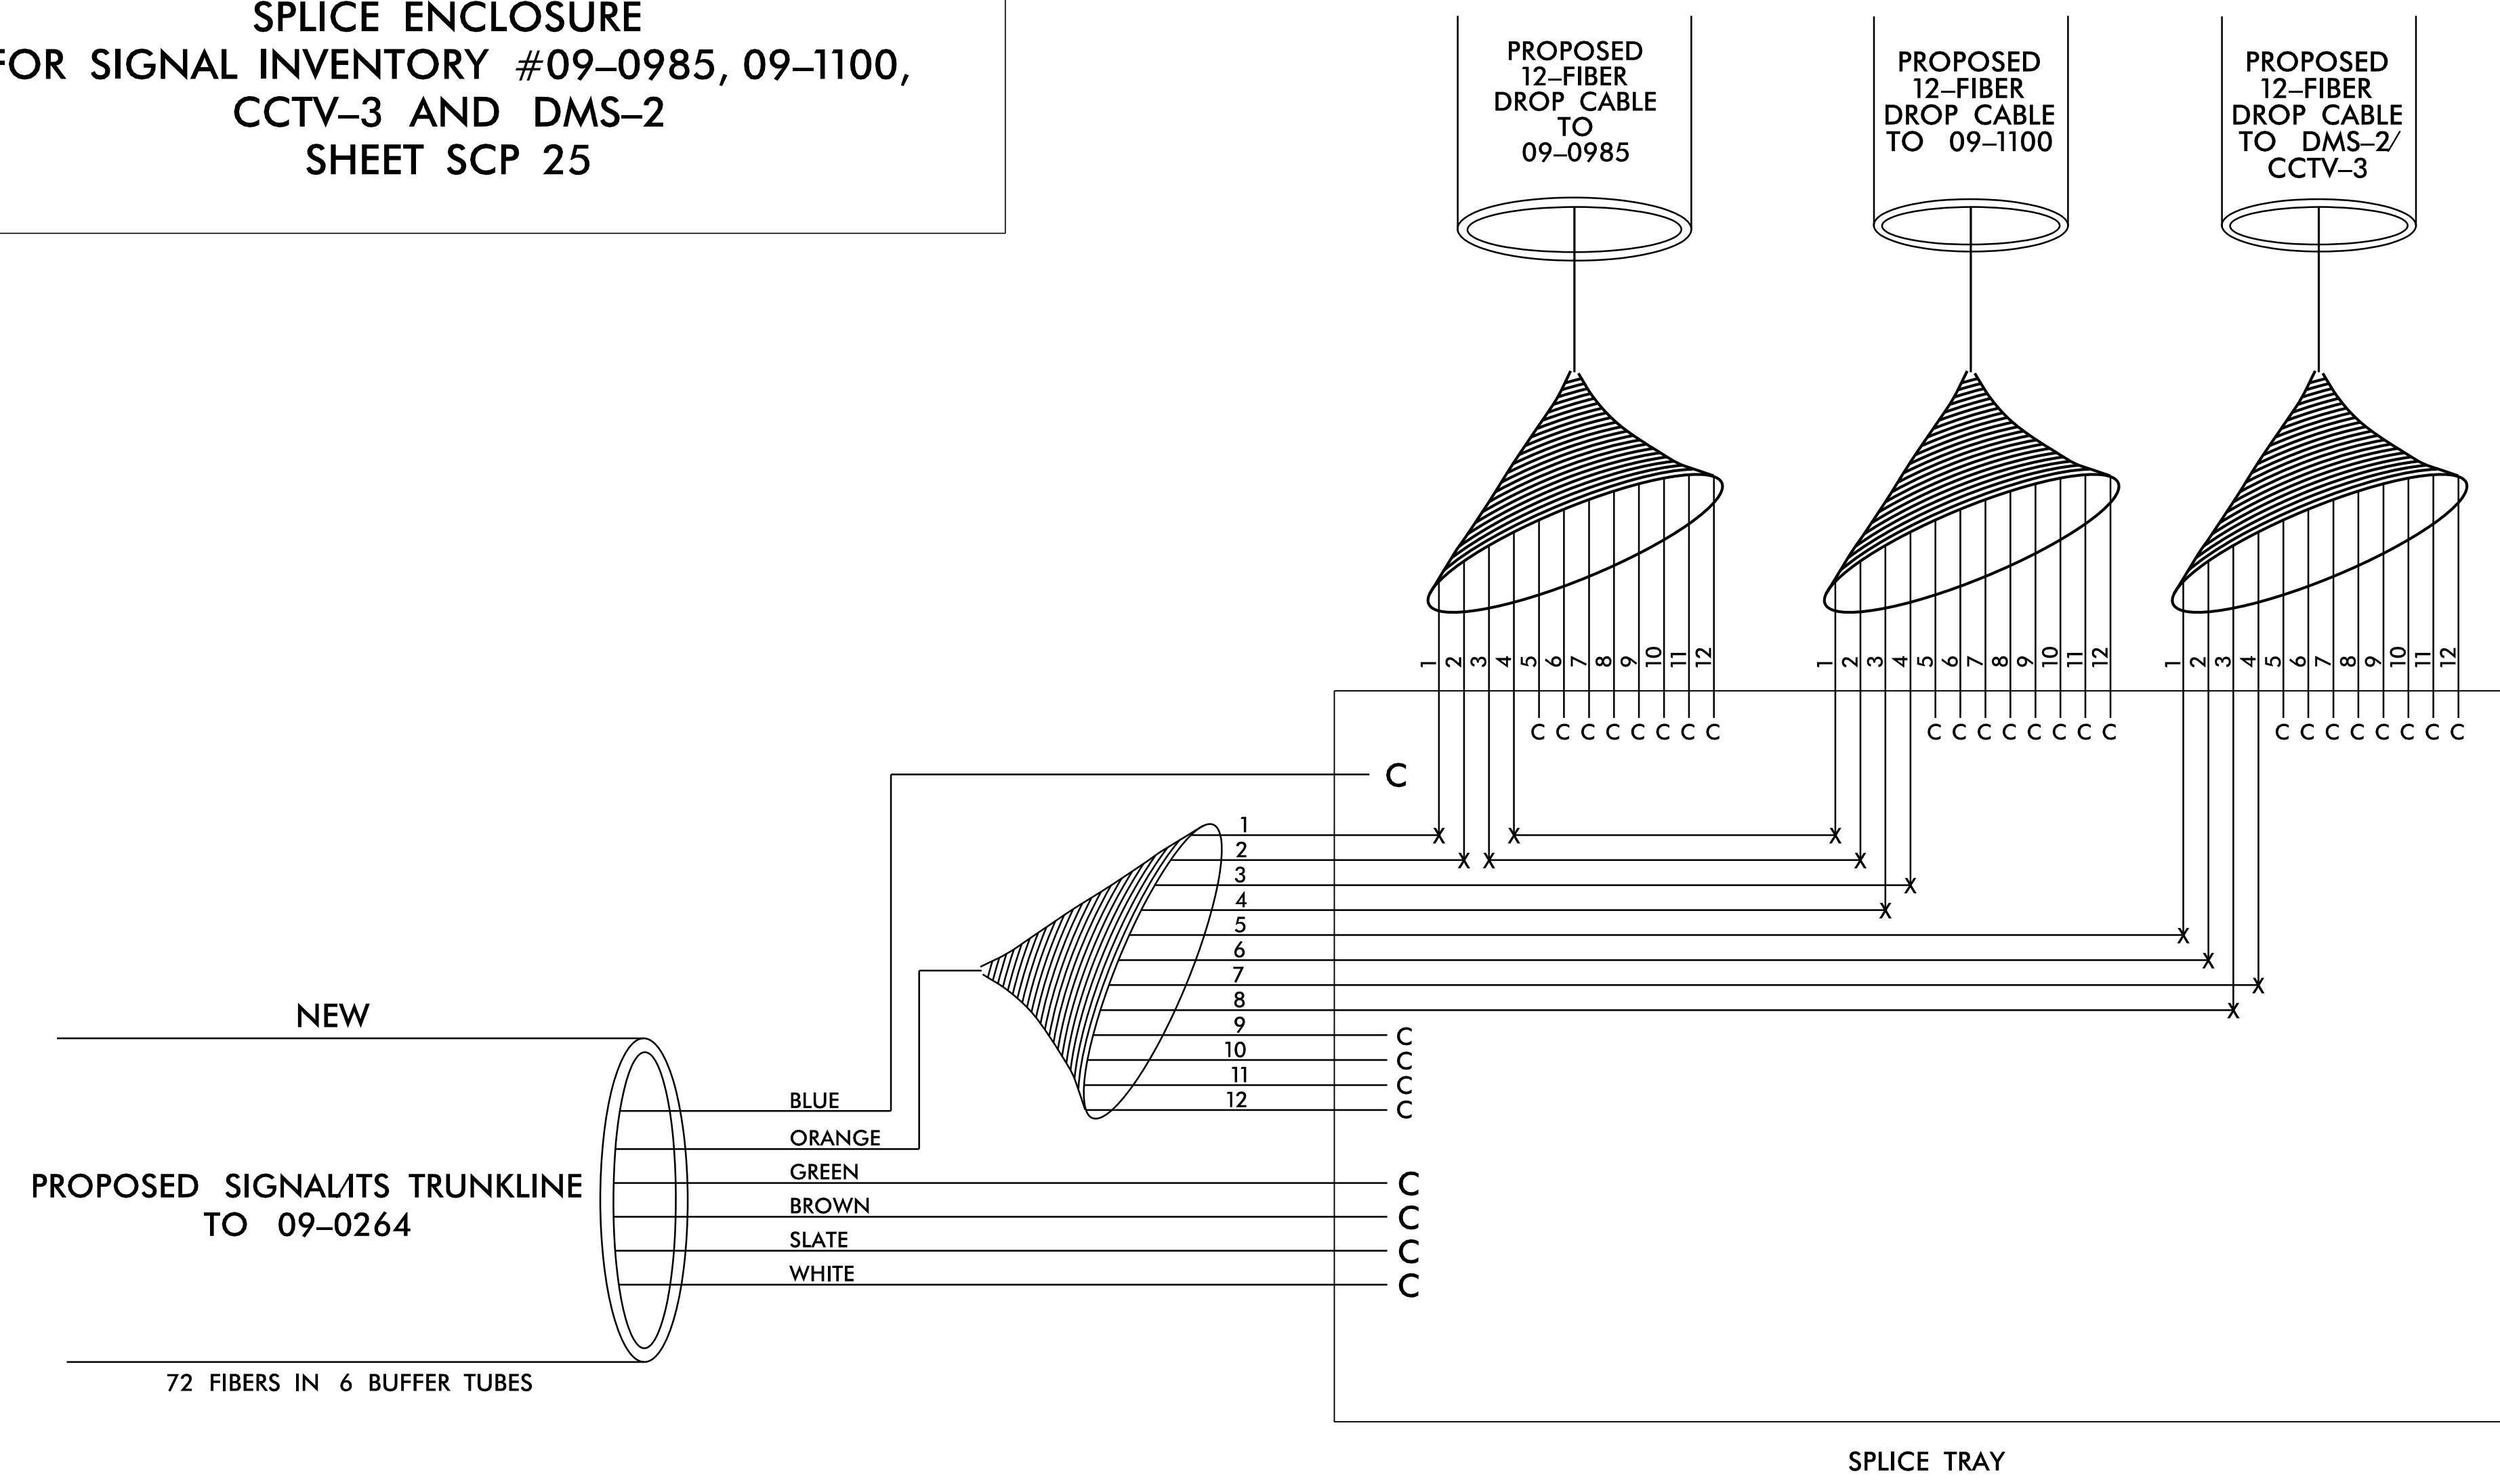 SPLICE ENCLOSURE
FOR SIGNAL INVENTORY #09-0985, 09-1100,
CCTV-3 AND DMS-2
SHEET SCP 25
PROPOSED
12-FIBER
DROP CABLE
TO
09-0985
PROPOSED
12-FIBER
DROP CABLE
TO 09-1100
PROPOSED
12-FIBER
DROP CABLE
TO DMS-2/
CCTV-3
1 2 3 4 5 6 7 8 9 10 11 12
1 2 3 4 5 6 7 8 9 10 11 12
1 2 3 4 5 6 7 8 9 10 11 12
C C C C C C C C
C C C C C C C C
C C C C C C C C
C
1 X X X
2 X X X
3 X
4 X
5 X
6 X
7 X
8 X
9 C
10 C
11 C
12 C
NEW
BLUE
ORANGE
GREEN C
BROWN C
SLATE C
WHITE C
PROPOSED SIGNAL/ITS TRUNKLINE
TO 09-0264
72 FIBERS IN 6 BUFFER TUBES
SPLICE TRAY